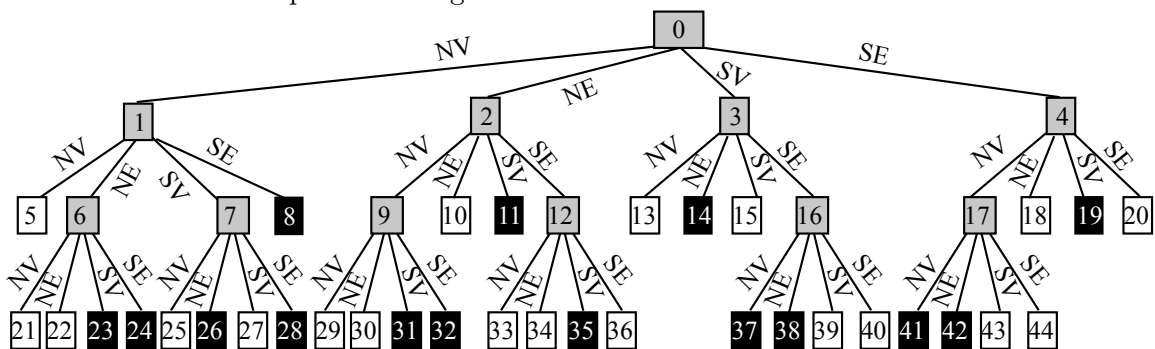 0
NV NE SV SE
1 2 3 4
NV NE SV SE NV NE SV SE NV NE SV SE NV NE SV SE
5 6 7 8 9 10 11 12 13 14 15 16 17 18 19 20
NV NE SV SE NV NE SV SE NV NE SV SE NV NE SV SE NV NE SV SE NV NE SV SE
21 22 23 24 25 26 27 28 29 30 31 32 33 34 35 36 37 38 39 40 41 42 43 44